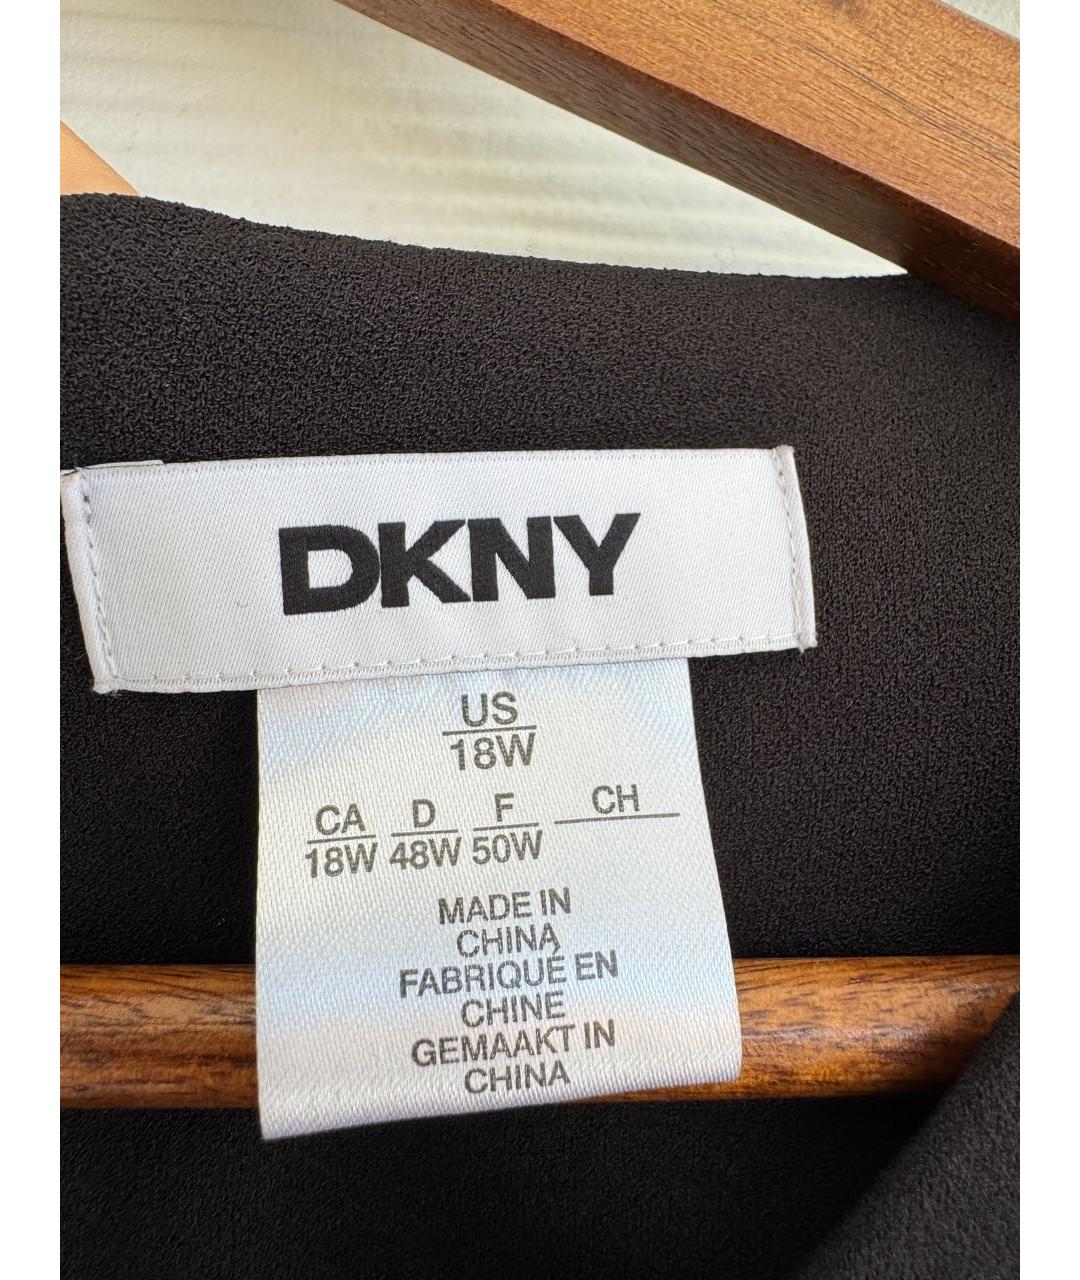 DKNY
US
18W
CA D F CH
18W 48W 50W
MADE IN
CHINA
FABRIQUÉ EN
CHINE
GEMAAKT IN
CHINA